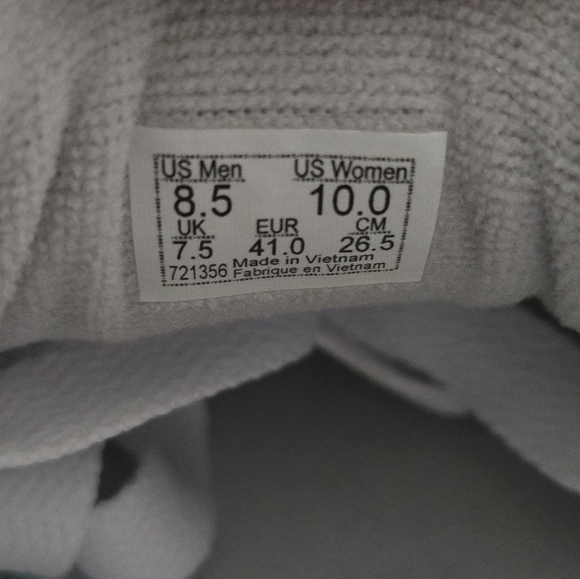 US Men US Women
8.5 10.0
UK EUR CM
7.5 41.0 26.5
Made in Vietnam
721356 Fabrique en Vietnam